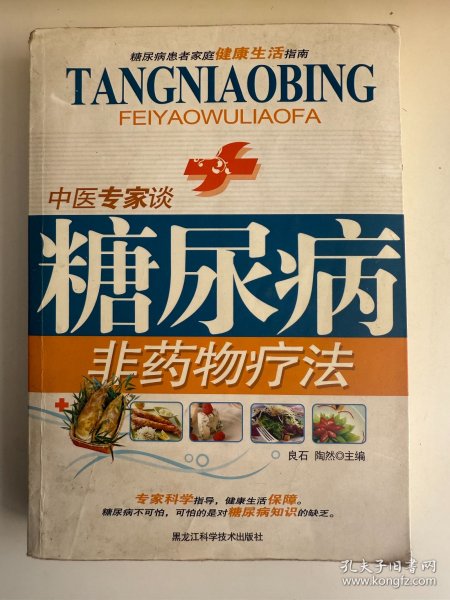 糖尿病患者家庭健康生活指南
TANGNIAOBING
FEIYAOWULIAOFA
中医专家谈
糖尿病
非药物疗法
良石 陶然◎主编
专家科学指导,健康生活保障。
糖尿病不可怕,可怕的是对糖尿病知识的缺乏。
黑龙江科学技术出版社
孔夫子旧书网
www.kongfz.com